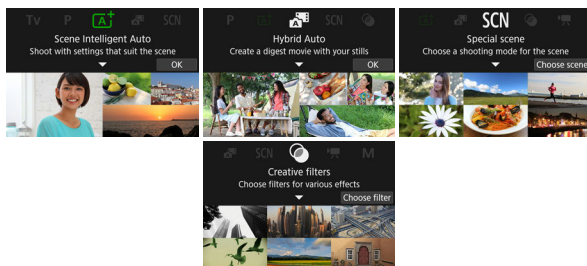 Tv P A+ SCN
Scene Intelligent Auto
Shoot with settings that suit the scene
OK
P A+ SCN
Hybrid Auto
Create a digest movie with your stills
OK
A+ SCN
Special scene
Choose a shooting mode for the scene
Choose scene
SCN M
Creative filters
Choose filters for various effects
Choose filter